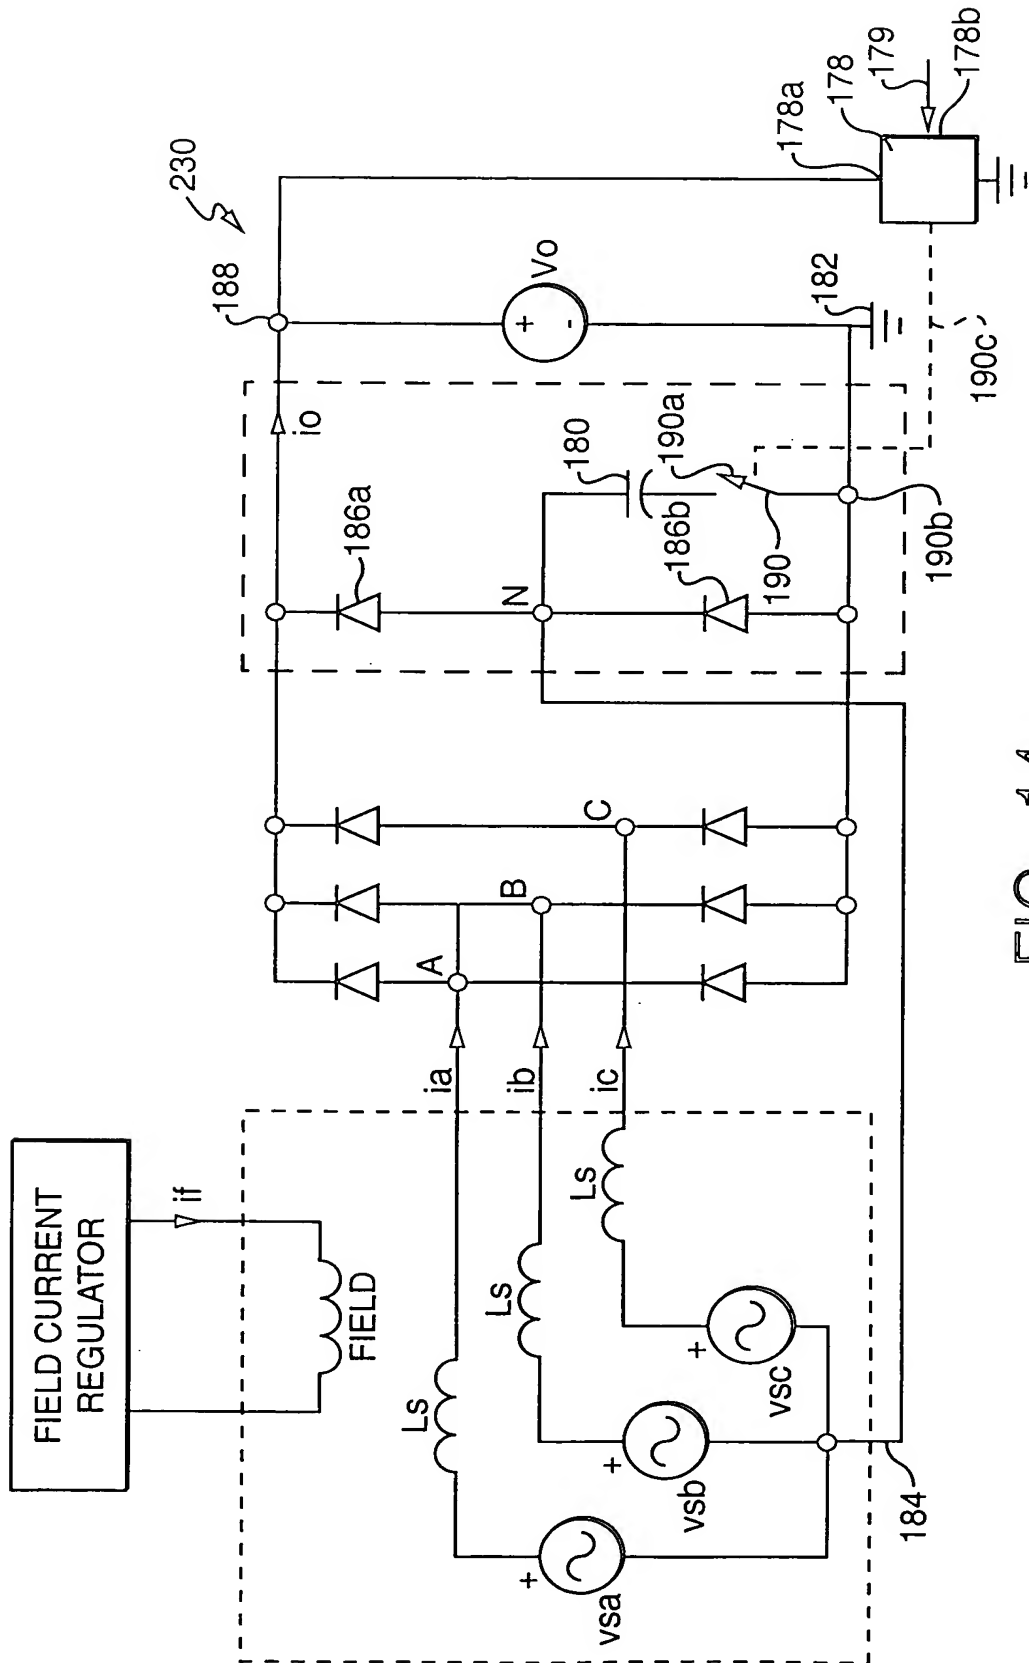 FIELD CURRENT
REGULATOR
if
FIELD
230
188
io
186a
180
190a
N
186b
190
190b
190c
Vo
+
-
182
178a
178
179
178b
A
B
C
ia
ib
ic
Ls
Ls
Ls
+
vsa
+
vsb
+
vsc
184
FIG